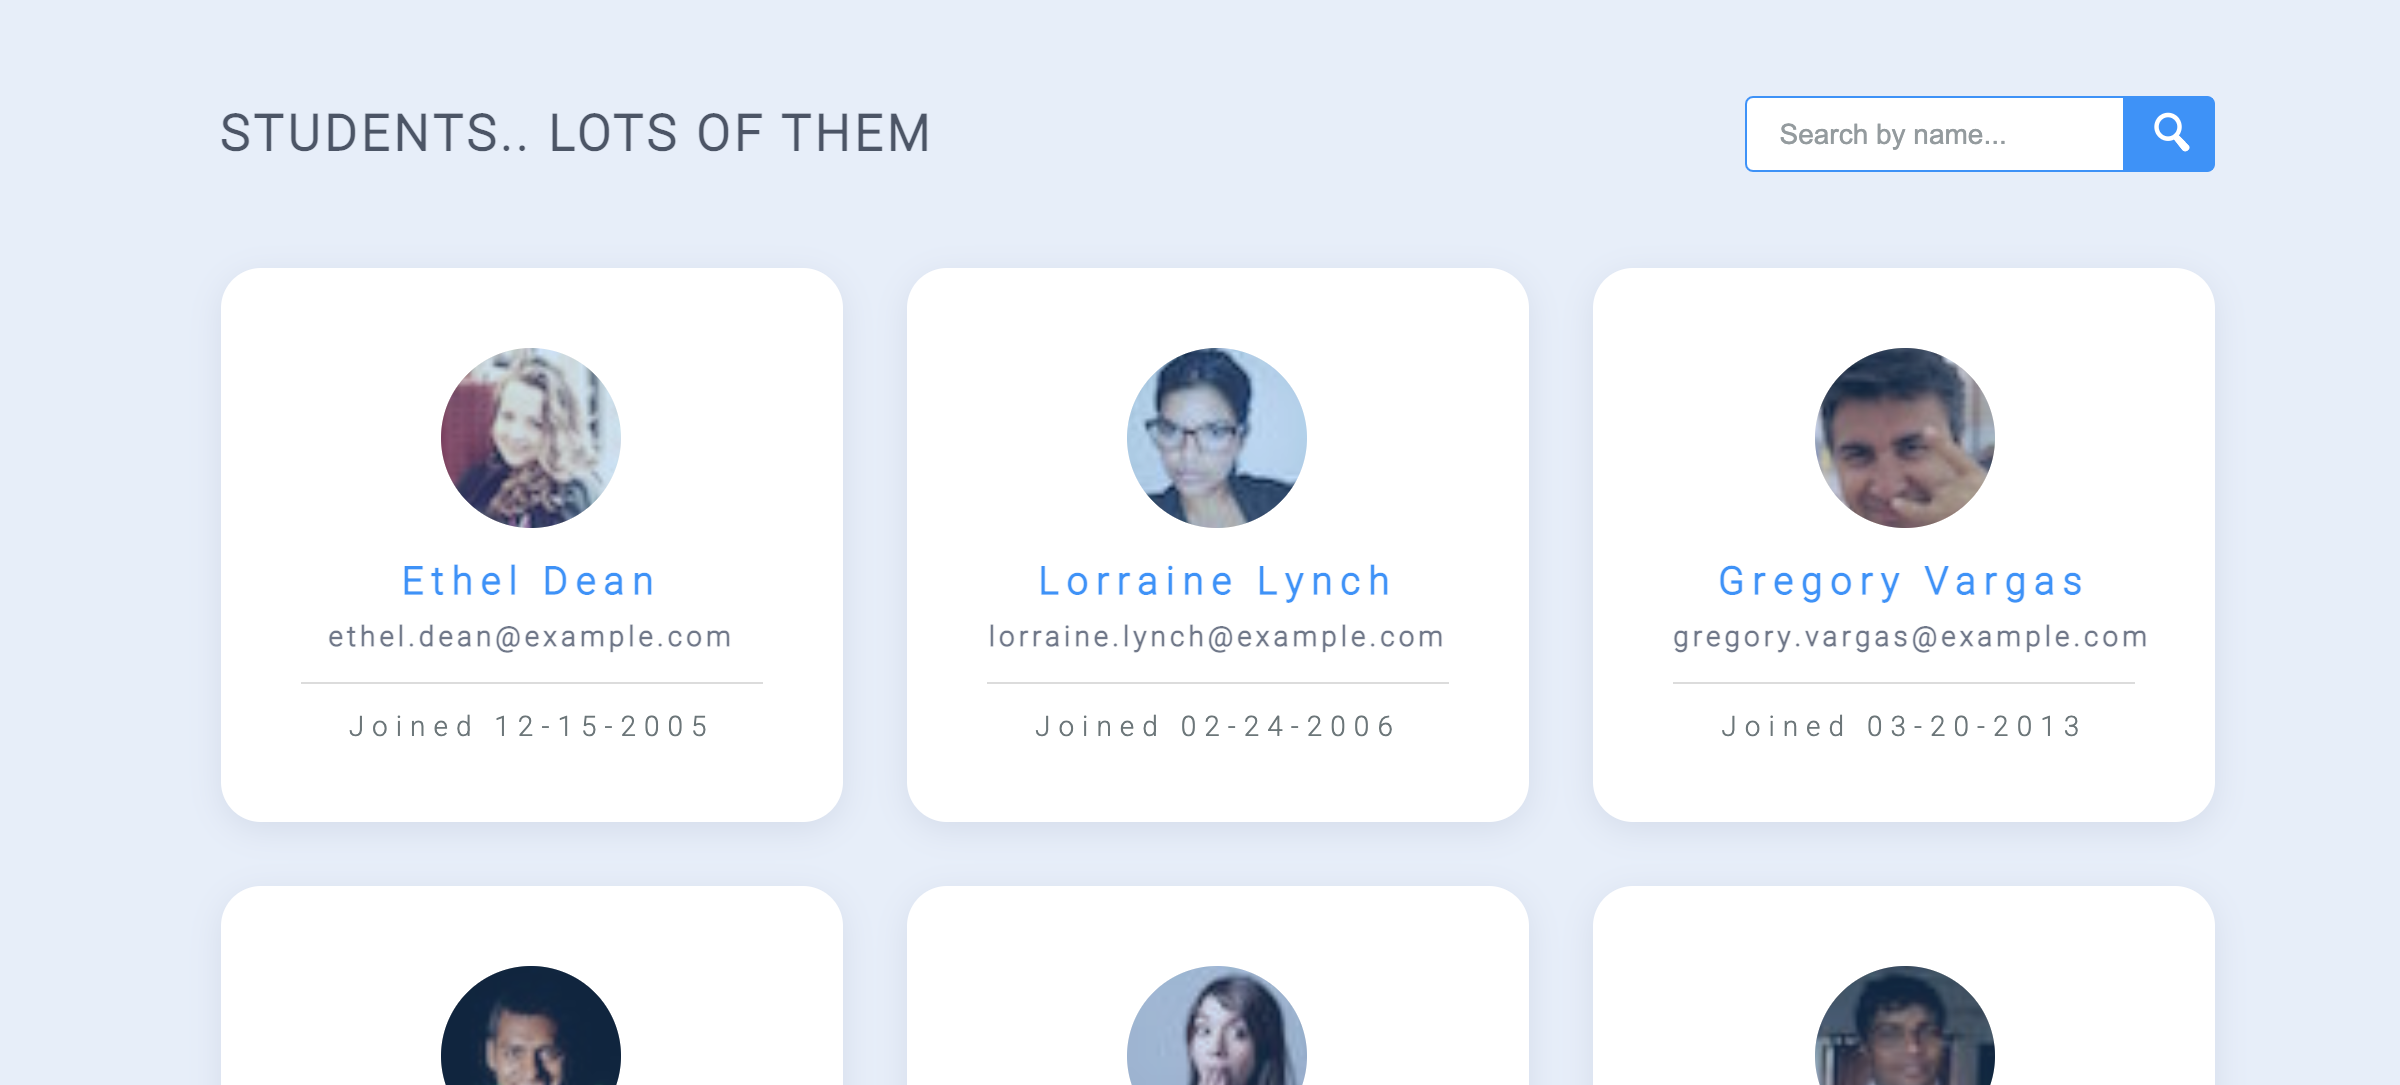 STUDENTS.. LOTS OF THEM
Search by name...
Ethel Dean
ethel.dean@example.com
Joined 12-15-2005
Lorraine Lynch
lorraine.lynch@example.com
Joined 02-24-2006
Gregory Vargas
gregory.vargas@example.com
Joined 03-20-2013